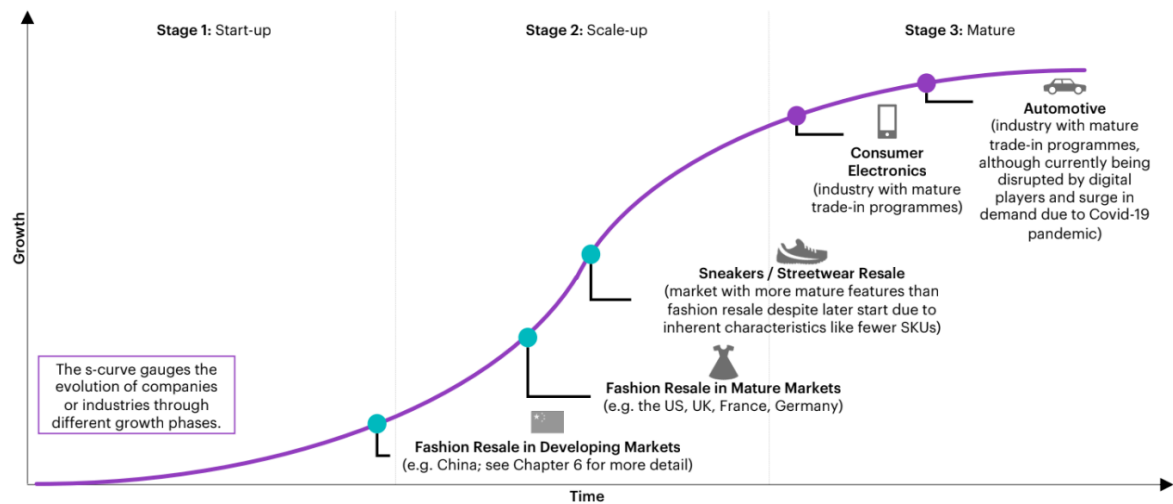 Stage 1: Start-up
Stage 2: Scale-up
Stage 3: Mature
Automotive
(industry with mature
trade-in programmes,
although currently being
disrupted by digital
players and surge in
demand due to Covid-19
pandemic)
Consumer
Electronics
(industry with mature
trade-in programmes)
Growth
Sneakers / Streetwear Resale
(market with more mature features than
fashion resale despite later start due to
inherent characteristics like fewer SKUs)
The s-curve gauges the
evolution of companies
or industries through
different growth phases.
Fashion Resale in Mature Markets
(e.g. the US, UK, France, Germany)
Fashion Resale in Developing Markets
(e.g. China; see Chapter 6 for more detail)
Time